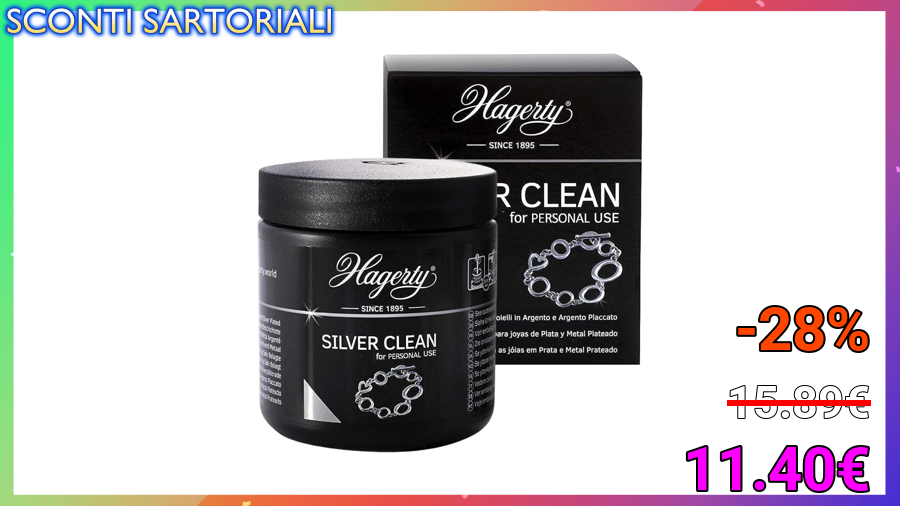 SCONTI SARTORIALI
Hagerty®
SINCE 1895
R CLEAN
for PERSONAL USE
oielli in Argento e Argento Placcato
para joyas de Plata y Metal Plateado
as jóias em Prata e Metal Prateado
Hagerty®
SINCE 1895
SILVER CLEAN
for PERSONAL USE
-28%
15.89€
11.40€